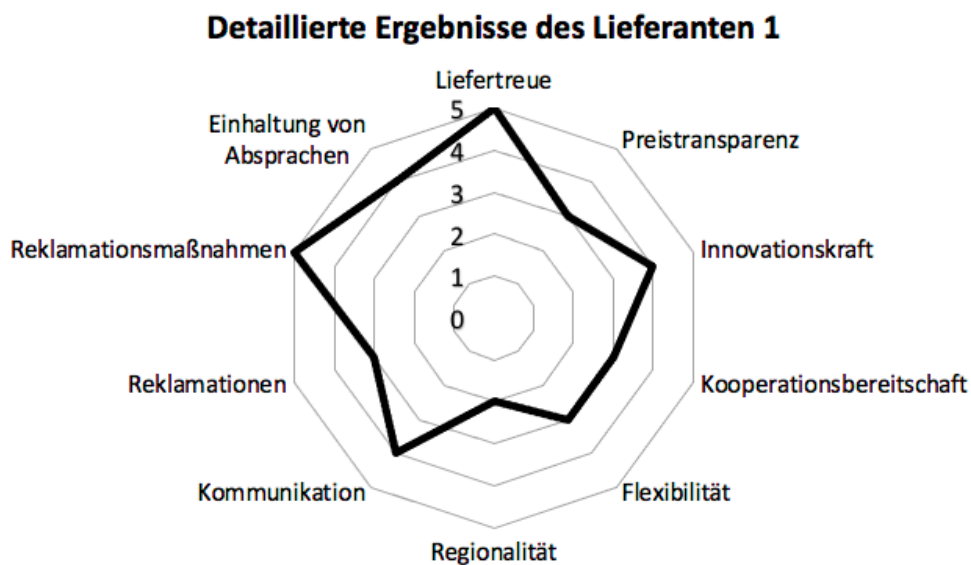 Detaillierte Ergebnisse des Lieferanten 1
Liefertreue
Preistransparenz
Innovationskraft
Kooperationsbereitschaft
Flexibilität
Regionalität
Kommunikation
Reklamationen
Reklamationsmaßnahmen
Einhaltung von
Absprachen
5
4
3
2
1
0